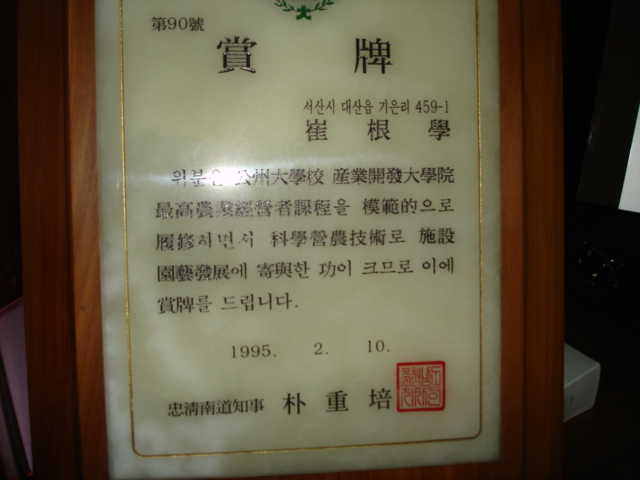 第90號
賞牌
서산시 대산읍 기은리 459-1
崔根學
위분은 公州大學校 産業開發大學院
最高農業經營者課程을 模範的으로
履修하면서 科學營農技術로 施設
園藝發展에 寄與한 功이 크므로 이에
賞牌를 드립니다.
1995. 2. 10.
忠淸南道知事 朴重培